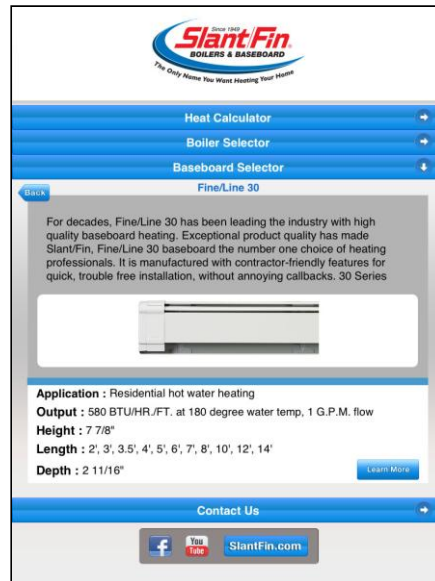 Since 1949
Slant/Fin®
BOILERS & BASEBOARD
The Only Name You Want Heating Your Home
Heat Calculator
Boiler Selector
Baseboard Selector
Back
Fine/Line 30
For decades, Fine/Line 30 has been leading the industry with high
quality baseboard heating. Exceptional product quality has made
Slant/Fin, Fine/Line 30 baseboard the number one choice of heating
professionals. It is manufactured with contractor-friendly features for
quick, trouble free installation, without annoying callbacks. 30 Series
Application : Residential hot water heating
Output : 580 BTU/HR./FT. at 180 degree water temp, 1 G.P.M. flow
Height : 7 7/8"
Length : 2', 3', 3.5', 4', 5', 6', 7', 8', 10', 12', 14'
Depth : 2 11/16"
Learn More
Contact Us
f
You
Tube
SlantFin.com